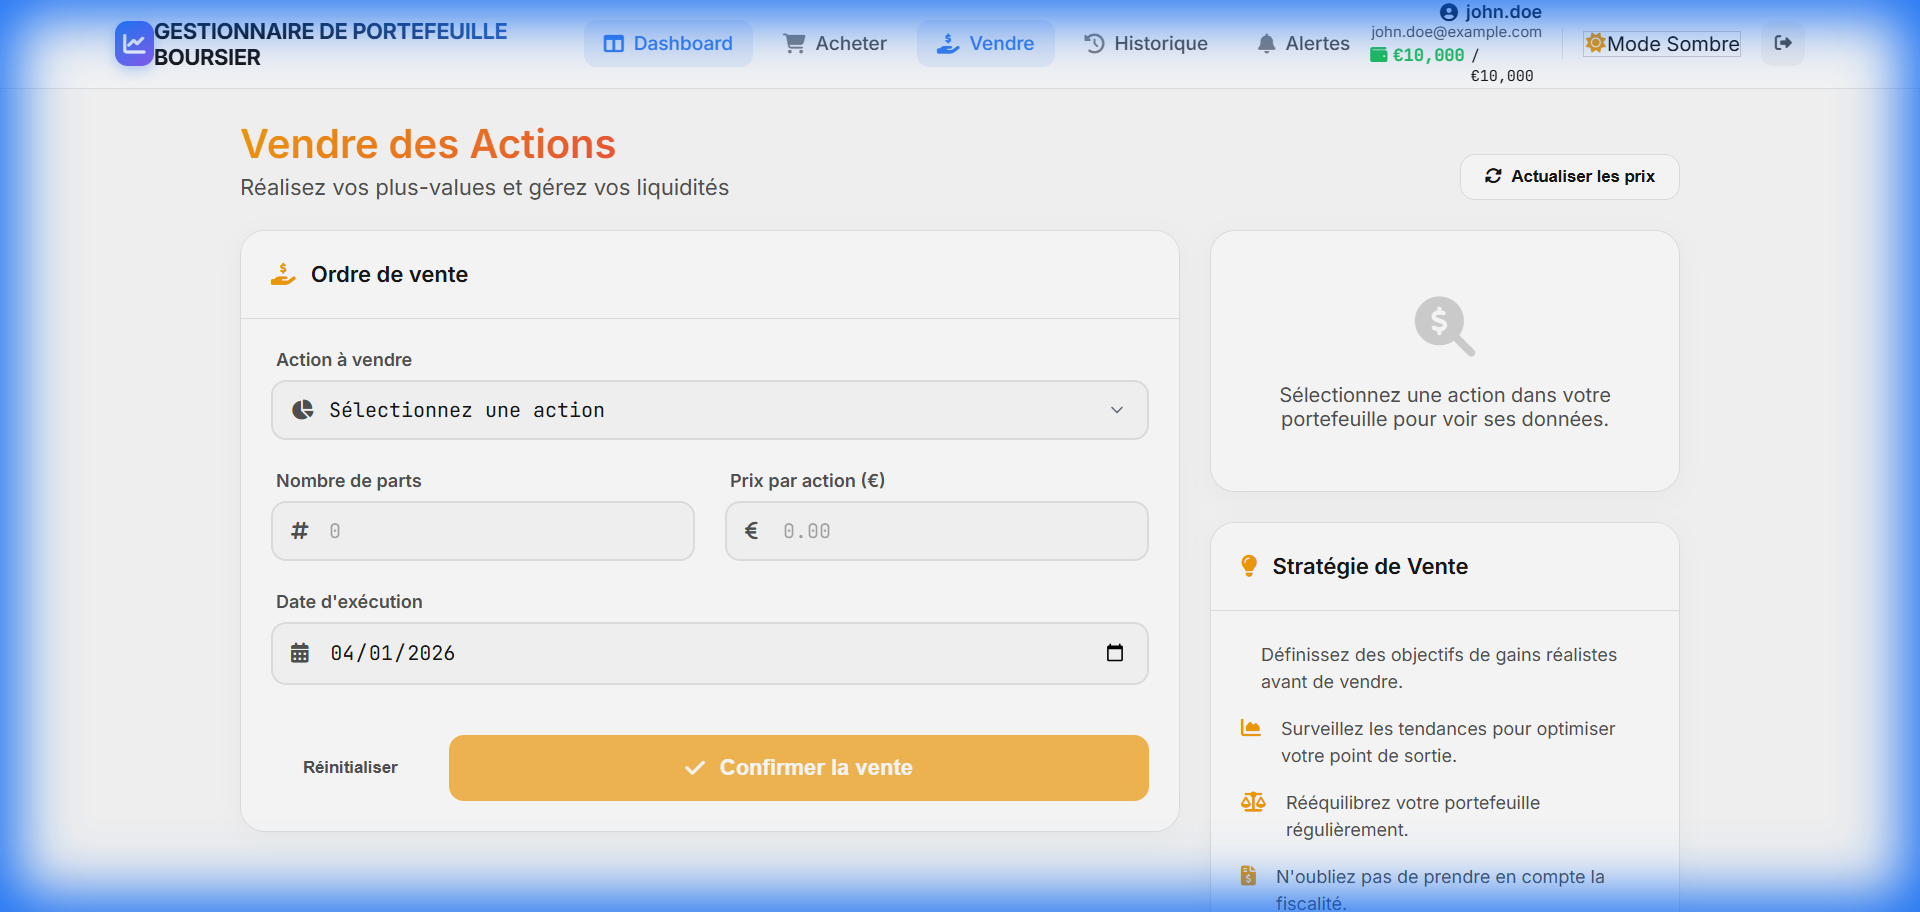 GESTIONNAIRE DE PORTEFEUILLE
BOURSIER
Dashboard
Acheter
Vendre
Historique
Alertes
john.doe
john.doe@example.com
€10,000 /
€10,000
Mode Sombre
Vendre des Actions
Réalisez vos plus-values et gérez vos liquidités
Actualiser les prix
Ordre de vente
Action à vendre
Sélectionnez une action
Nombre de parts
Prix par action (€)
# 0
€ 0.00
Date d'exécution
04/01/2026
Réinitialiser
Confirmer la vente
Sélectionnez une action dans votre
portefeuille pour voir ses données.
Stratégie de Vente
Définissez des objectifs de gains réalistes
avant de vendre.
Surveillez les tendances pour optimiser
votre point de sortie.
Rééquilibrez votre portefeuille
régulièrement.
N'oubliez pas de prendre en compte la
fiscalité.